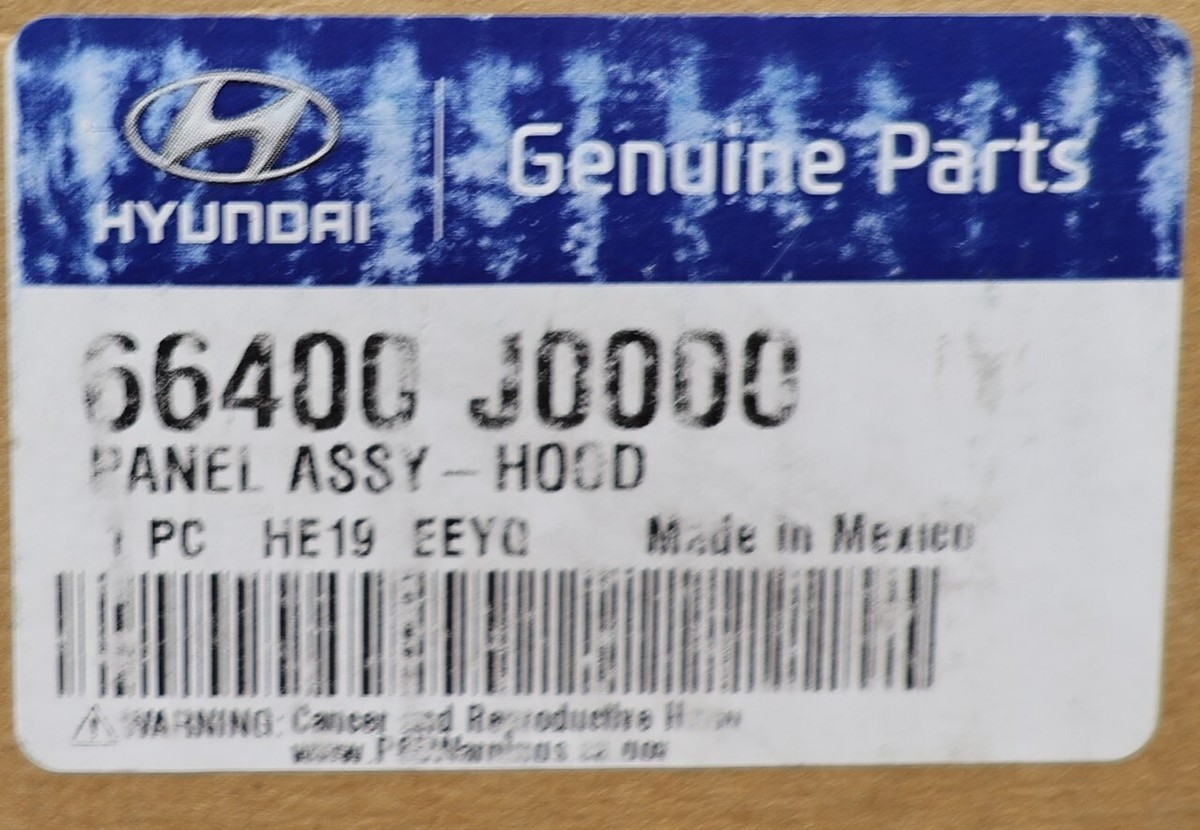 HYUNDAI
Genuine Parts
66400 J0000
PANEL ASSY - HOOD
1 PC HE19 EEYQ Made in Mexico
WARNING: Cancer and Reproductive Harm